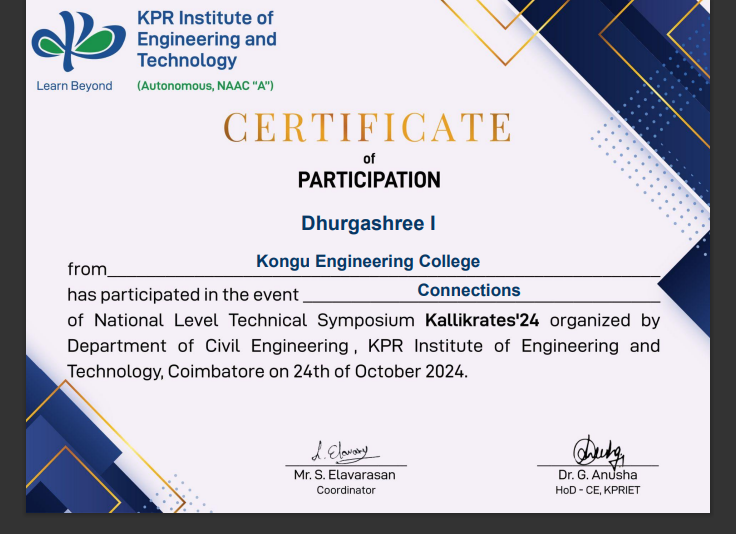 KPR Institute of
Engineering and
Technology
Learn Beyond
(Autonomous, NAAC "A")
CERTIFICATE
of
PARTICIPATION
Dhurgashree I
from Kongu Engineering College
has participated in the event Connections
of National Level Technical Symposium Kallikrates'24 organized by
Department of Civil Engineering , KPR Institute of Engineering and
Technology, Coimbatore on 24th of October 2024.
S. Elavarasan
Mr. S. Elavarasan
Coordinator
Dr. G. Anusha
HoD - CE, KPRIET